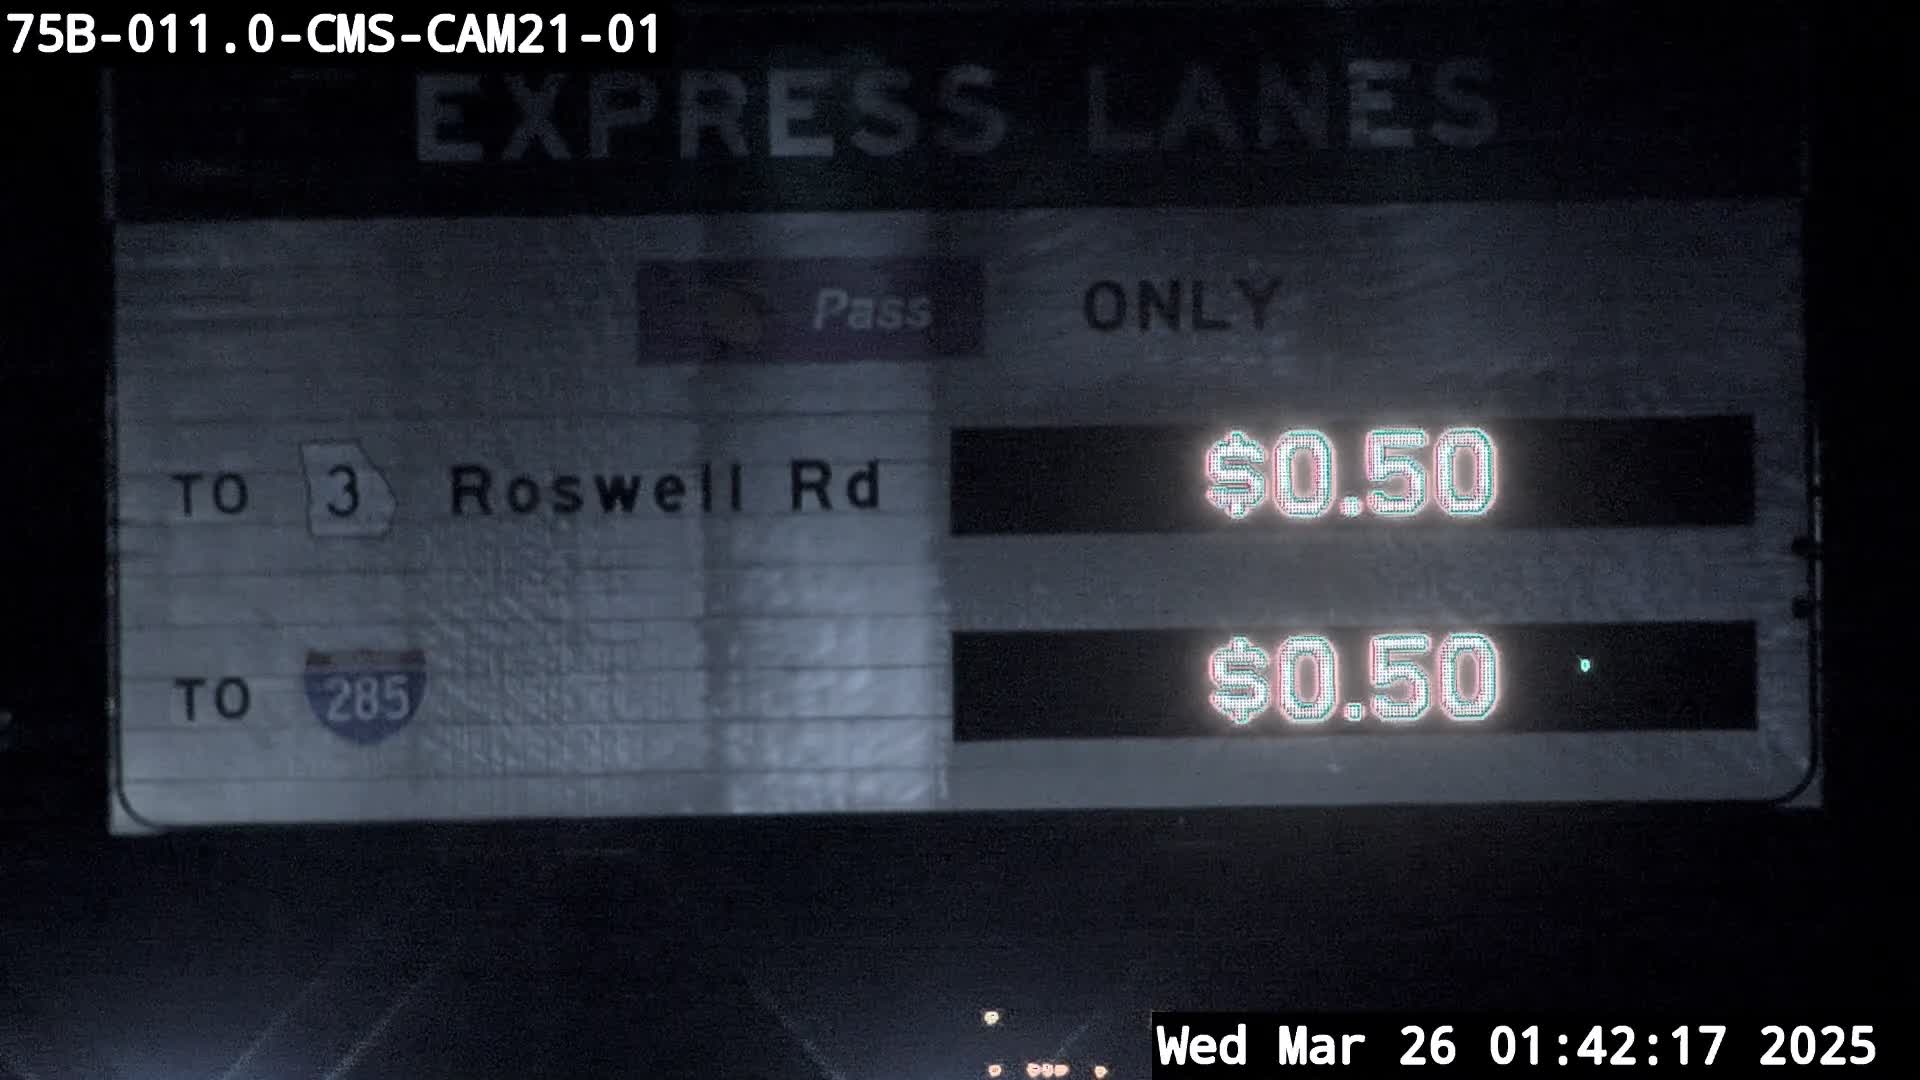 75B-011.0-CMS-CAM21-01
EXPRESS LANES
Pass ONLY
TO 3 Roswell Rd $0.50
TO 285 $0.50
Wed Mar 26 01:42:17 2025